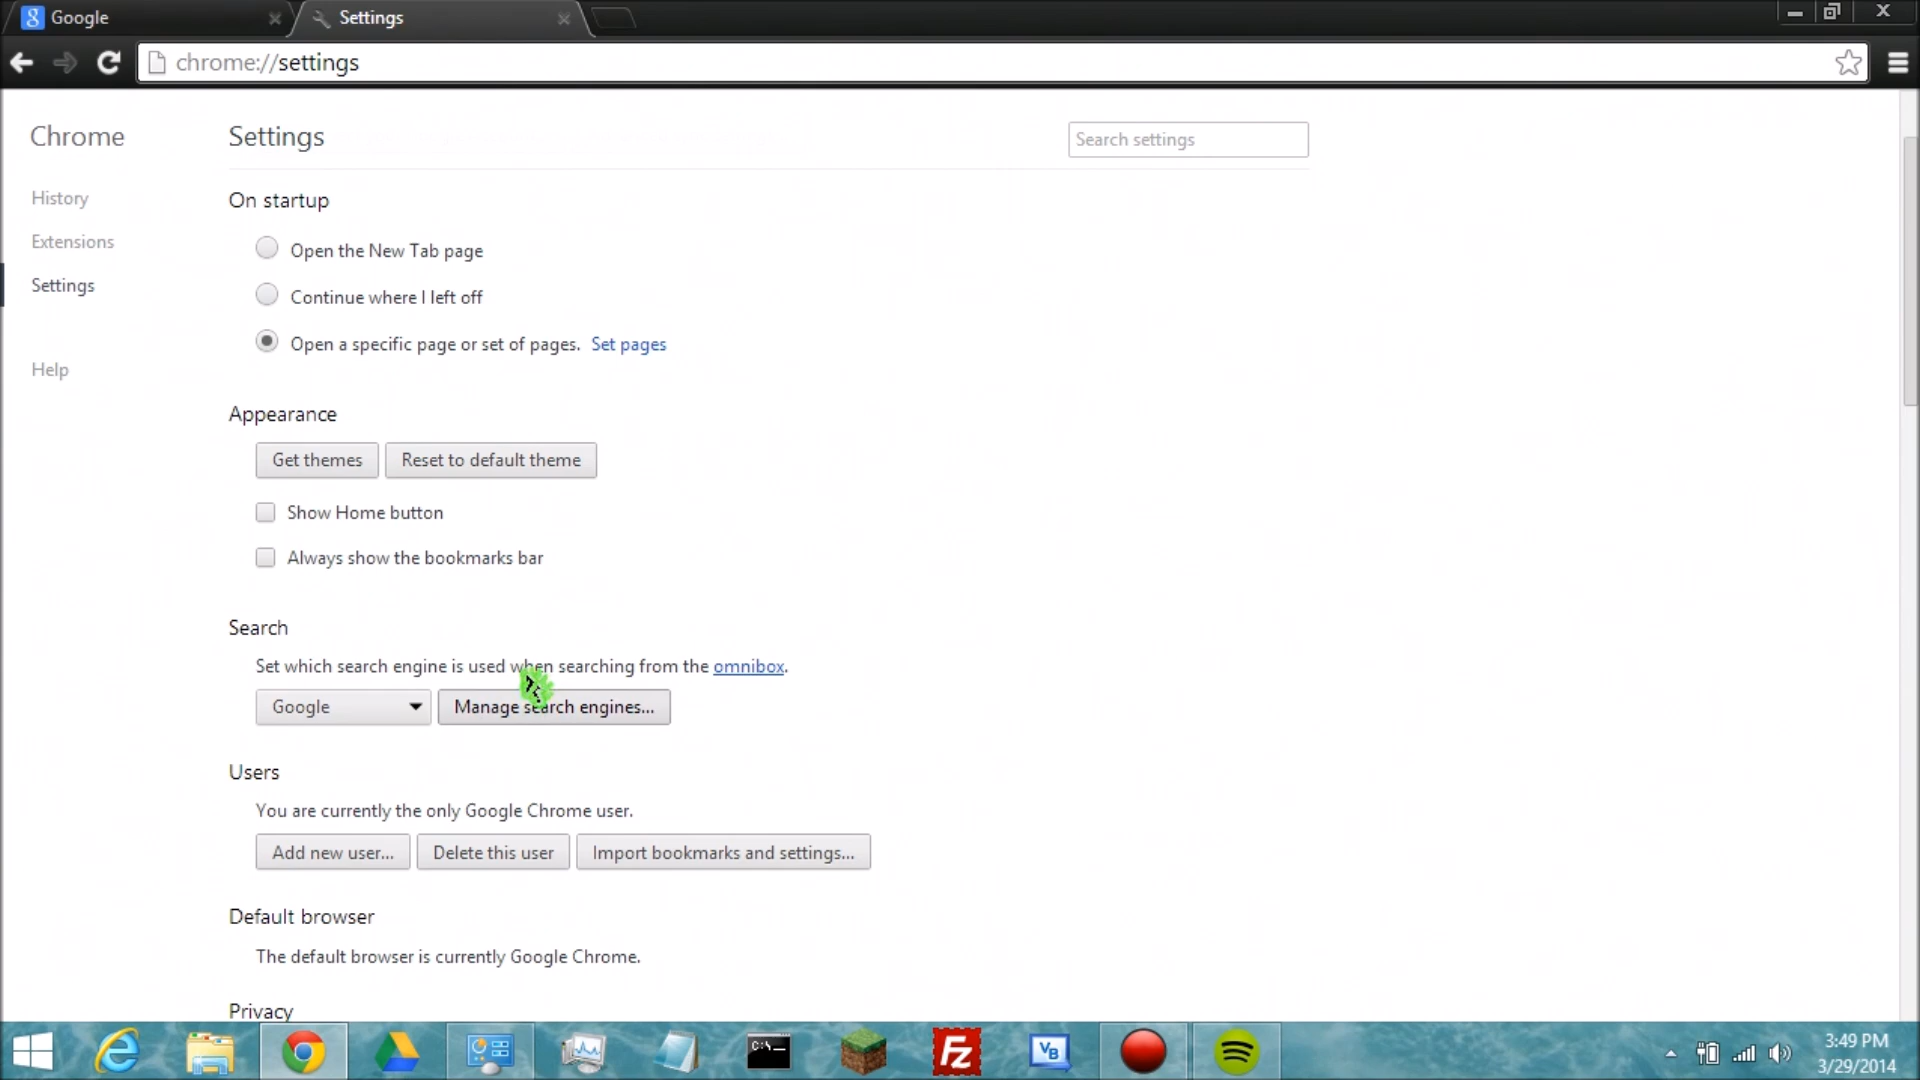 Google
Settings
chrome://settings
Chrome
Settings
Search settings
History
Extensions
Settings
Help
On startup
Open the New Tab page
Continue where I left off
Open a specific page or set of pages. Set pages
Appearance
Get themes
Reset to default theme
Show Home button
Always show the bookmarks bar
Search
Set which search engine is used when searching from the omnibox.
Google
Manage search engines...
Users
You are currently the only Google Chrome user.
Add new user...
Delete this user
Import bookmarks and settings...
Default browser
The default browser is currently Google Chrome.
Privacy
C:\_
Fz
VB
3:49 PM
3/29/2014